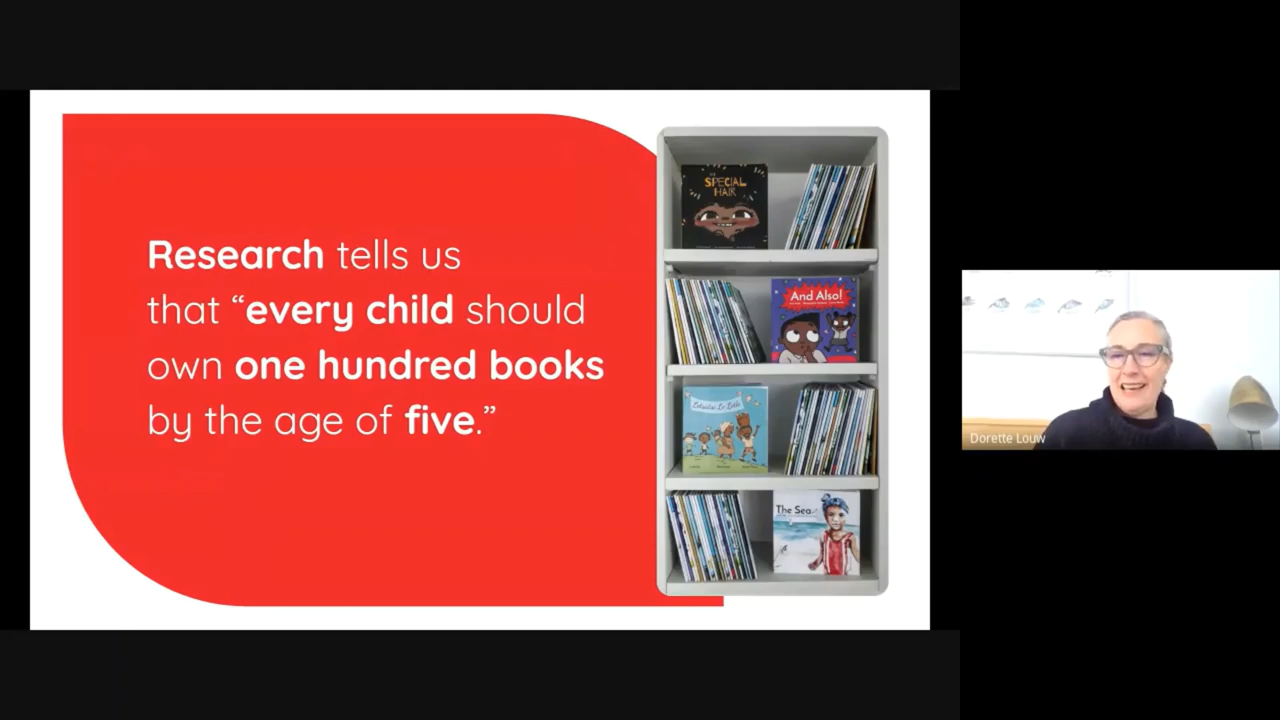 Research tells us
that “every child should
own one hundred books
by the age of five.”
SPECIAL
HAIR
And Also!
The Sea
Dorette Louw